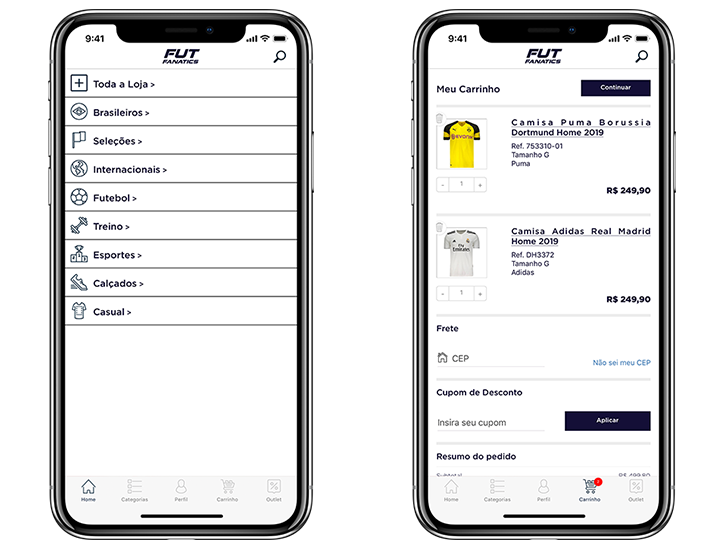 9:41
FUT
FANATICS
Toda a Loja >
Brasileiros >
Seleções >
Internacionais >
Futebol >
Treino >
Esportes >
Calçados >
Casual >
Home
Categorias
Perfil
Carrinho
Outlet
9:41
FUT
FANATICS
Meu Carrinho
Continuar
Camisa Puma Borussia
Dortmund Home 2019
Ref. 753310-01
Tamanho G
Puma
- 1 +
R$ 249,90
Camisa Adidas Real Madrid
Home 2019
Ref. DH3372
Tamanho G
Adidas
- 1 +
R$ 249,90
Frete
CEP
Não sei meu CEP
Cupom de Desconto
Insira seu cupom
Aplicar
Resumo do pedido
Subtotal
R$ 499,80
Home
Categorias
Perfil
Carrinho
Outlet